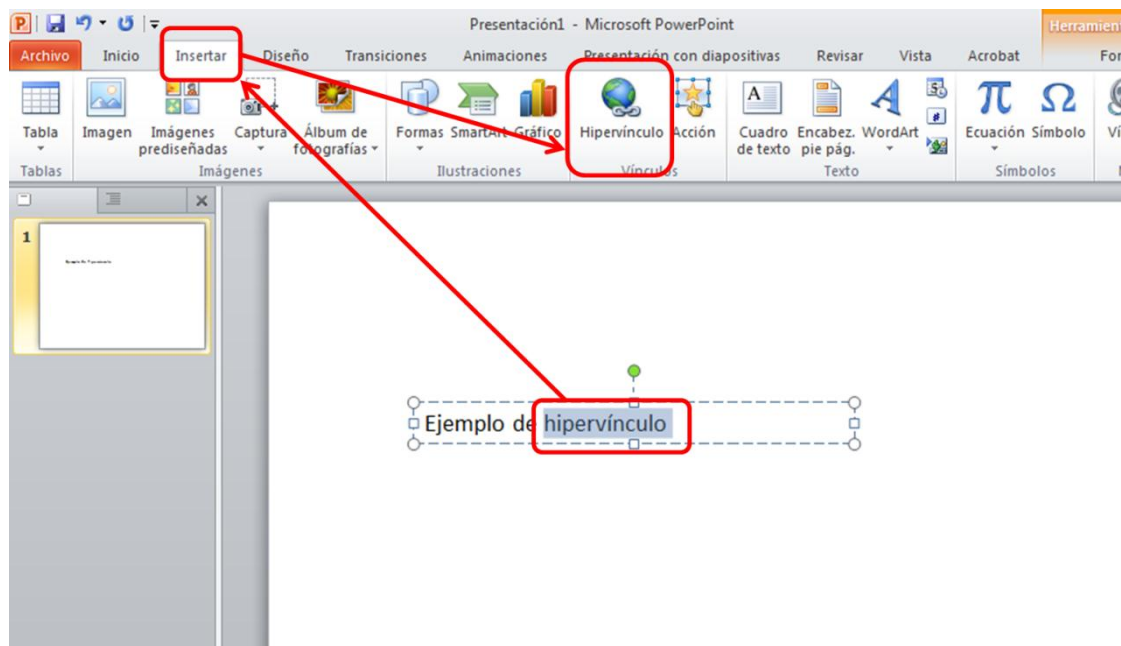 Presentación1 - Microsoft PowerPoint
Archivo Inicio Insertar Diseño Transiciones Animaciones Presentación con diapositivas Revisar Vista Acrobat
Tabla Imagen Imágenes prediseñadas Captura Álbum de fotografías Formas SmartArt Gráfico Hipervínculo Acción Cuadro de texto Encabez. pie pág. WordArt Ecuación Símbolo
Tablas Imágenes Ilustraciones Vínculos Texto Símbolos
1
Ejemplo de hipervínculo